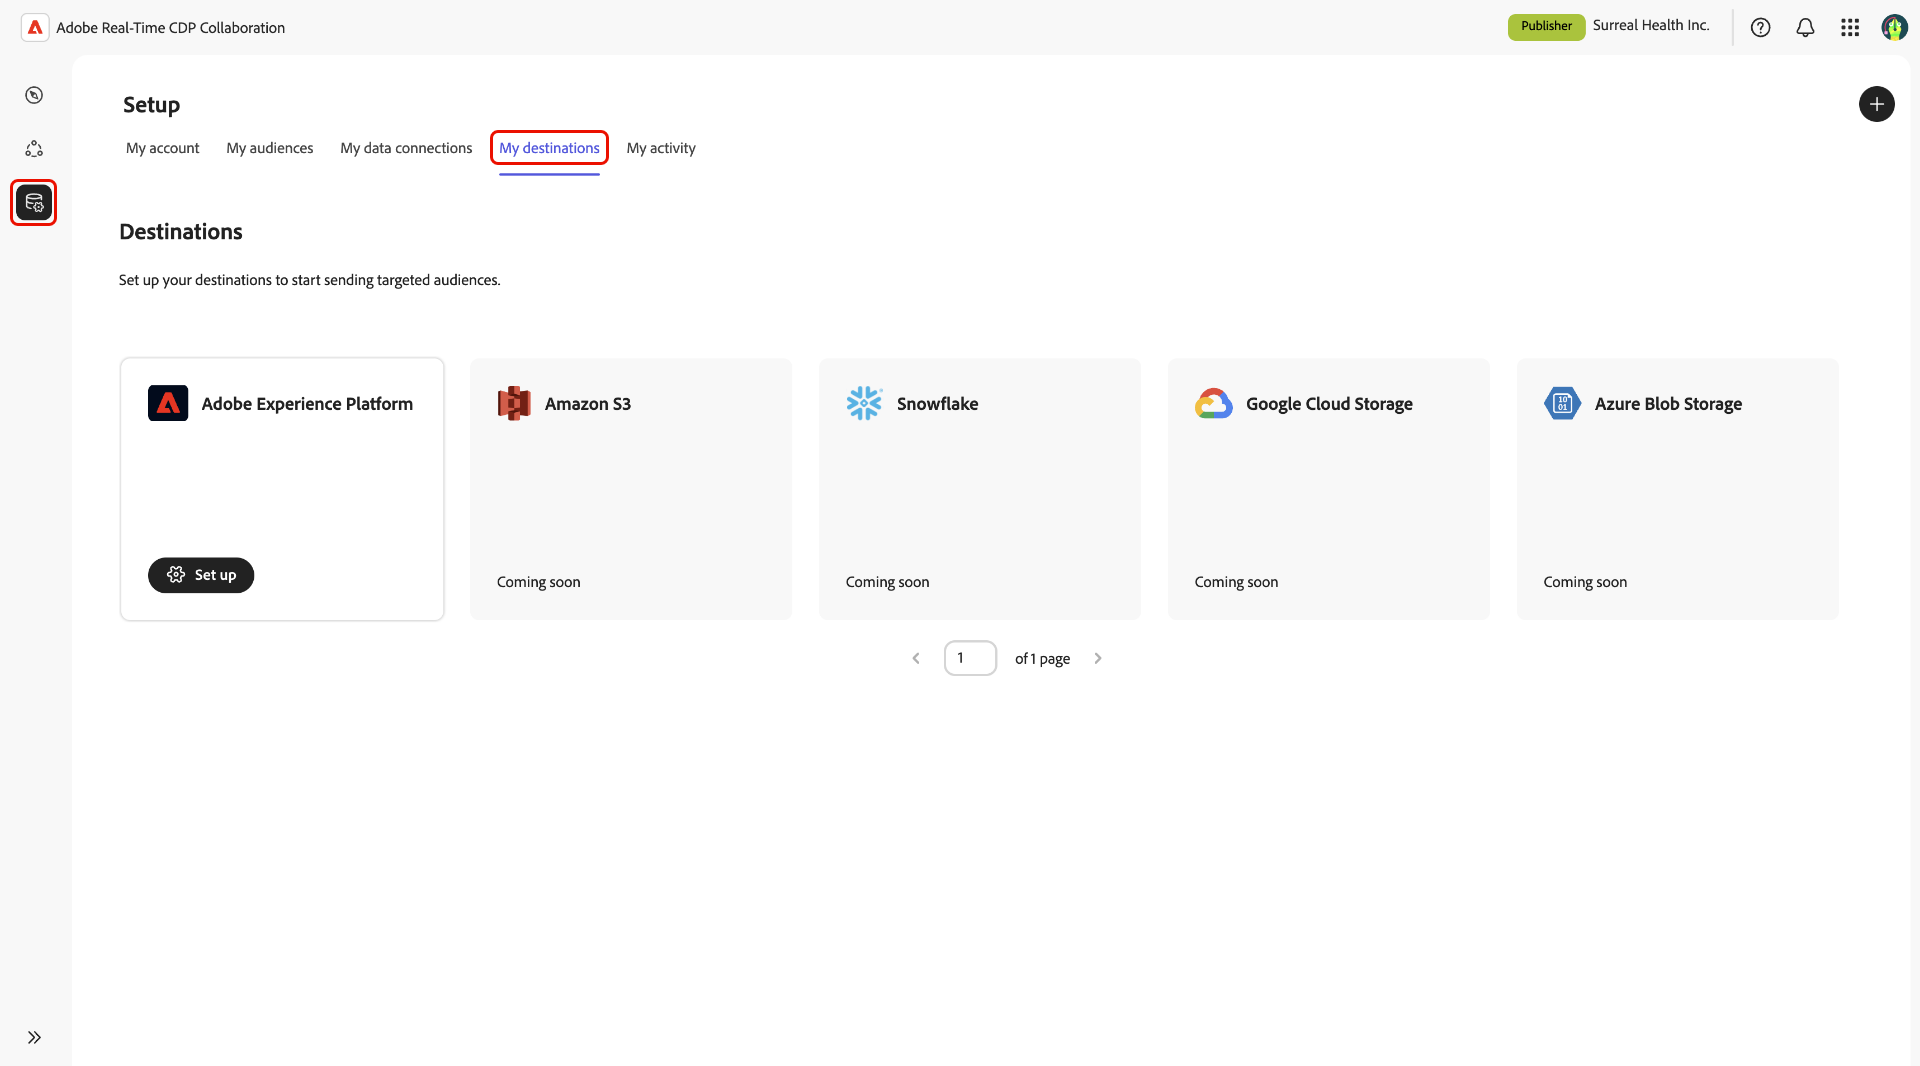 Adobe Real-Time CDP Collaboration
Publisher
Surreal Health Inc.
Setup
My account
My audiences
My data connections
My destinations
My activity
Destinations
Set up your destinations to start sending targeted audiences.
Adobe Experience Platform
Set up
Amazon S3
Coming soon
Snowflake
Coming soon
Google Cloud Storage
Coming soon
10
01
Azure Blob Storage
Coming soon
1
of 1 page